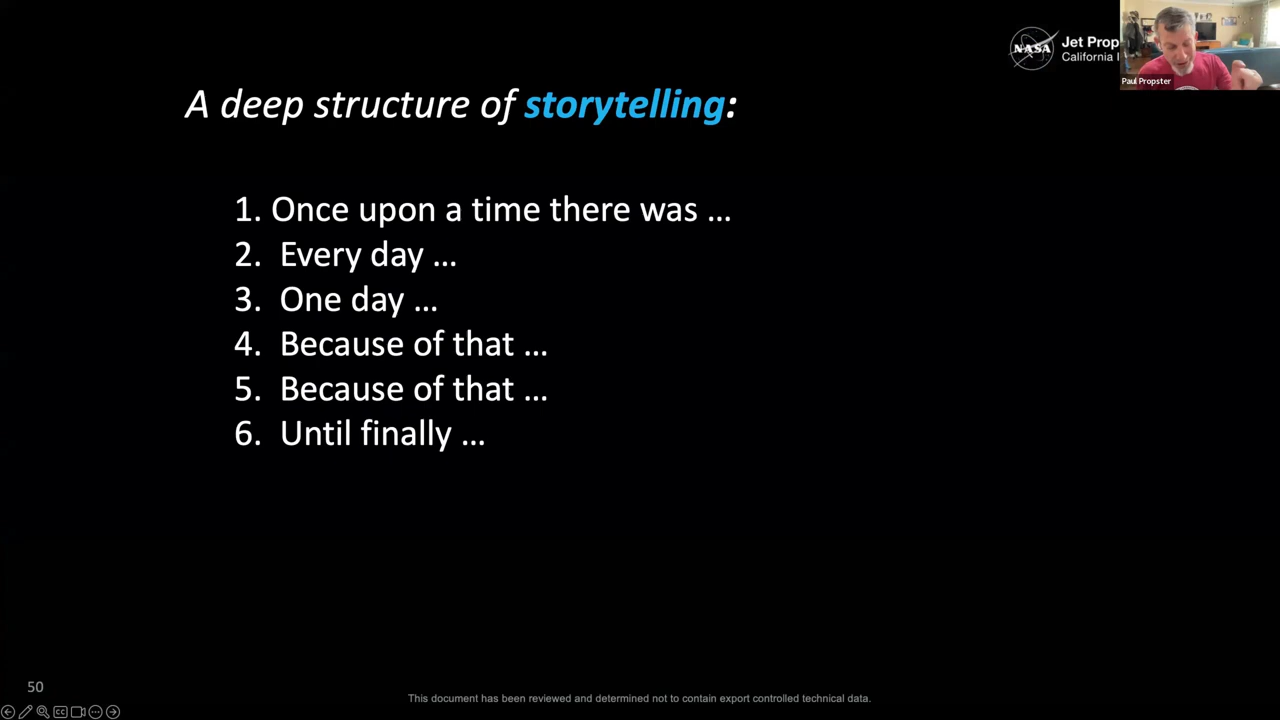 NASA
Jet Prop
California I
Paul Propster
A deep structure of storytelling:
1. Once upon a time there was ...
2. Every day ...
3. One day ...
4. Because of that ...
5. Because of that ...
6. Until finally ...
50
This document has been reviewed and determined not to contain export controlled technical data.
CC